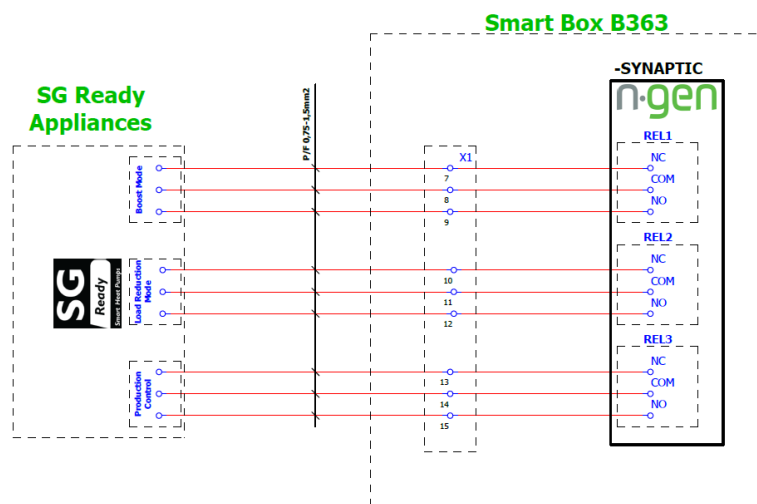 Smart Box B363
-SYNAPTIC
n·gen
SG Ready
Appliances
P/F 0,75-1,5mm2
X1
REL1
NC
COM
NO
Boost Mode
7
8
9
REL2
NC
COM
NO
SG
Ready
Smart Heat Pumps
Load Reduction
Mode
10
11
12
REL3
NC
COM
NO
Production
Control
13
14
15